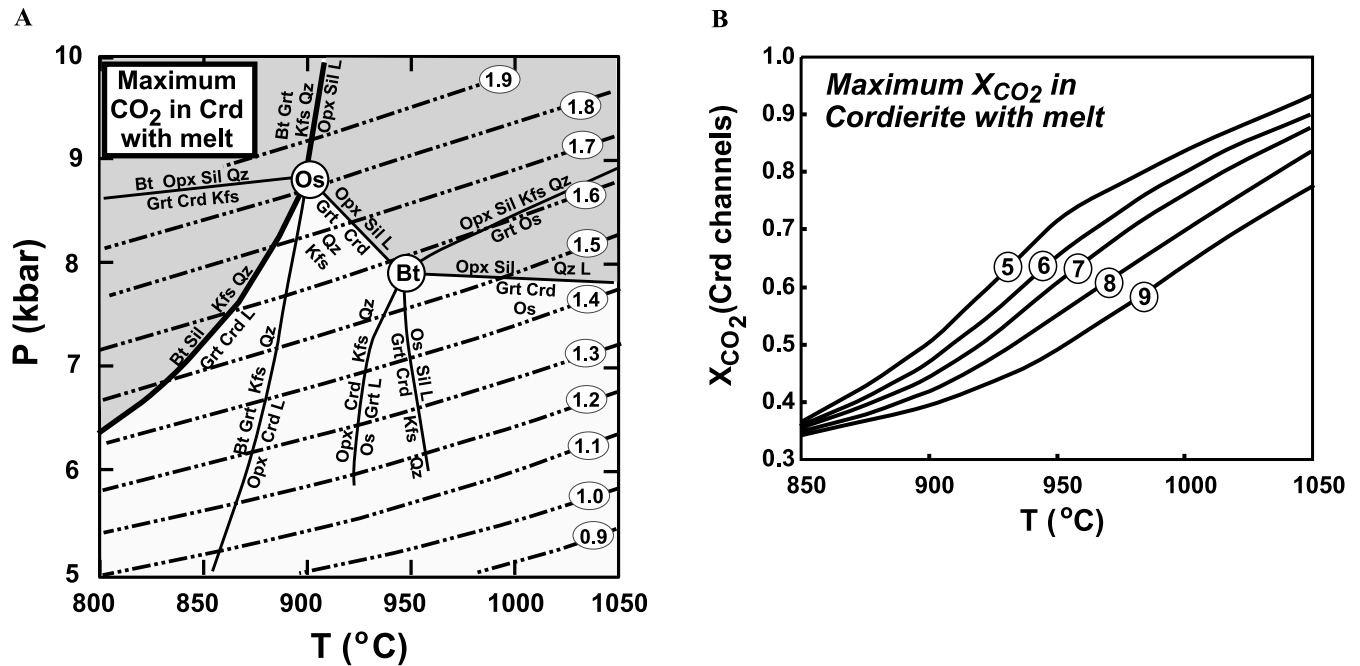 A
Maximum
CO2 in Crd
with melt
P (kbar)
10
9
8
7
6
5
800
850
900
950
1000
1050
T (°C)
Bt Grt
Kfs Qz
Opx Sil L
Bt Opx Sil Qz
Grt Crd Kfs
Os
Opx Sil L
Grt Crd
Qz
Kfs
Opx Sil Kfs Qz
Grt Os
Bt
Opx Sil Qz L
Grt Crd
Os
Bt Sil Kfs Qz
Grt Crd L
Bt Grt Kfs Qz
Opx Crd L
Opx Crd Kfs Qz
Os Grt L
Os Sil L
Grt Crd Kfs Qz
1.9
1.8
1.7
1.6
1.5
1.4
1.3
1.2
1.1
1.0
0.9
B
Maximum XCO2 in
Cordierite with melt
XCO2(Crd channels)
1.0
0.9
0.8
0.7
0.6
0.5
0.4
0.3
5
6
7
8
9
850
900
950
1000
1050
T (°C)